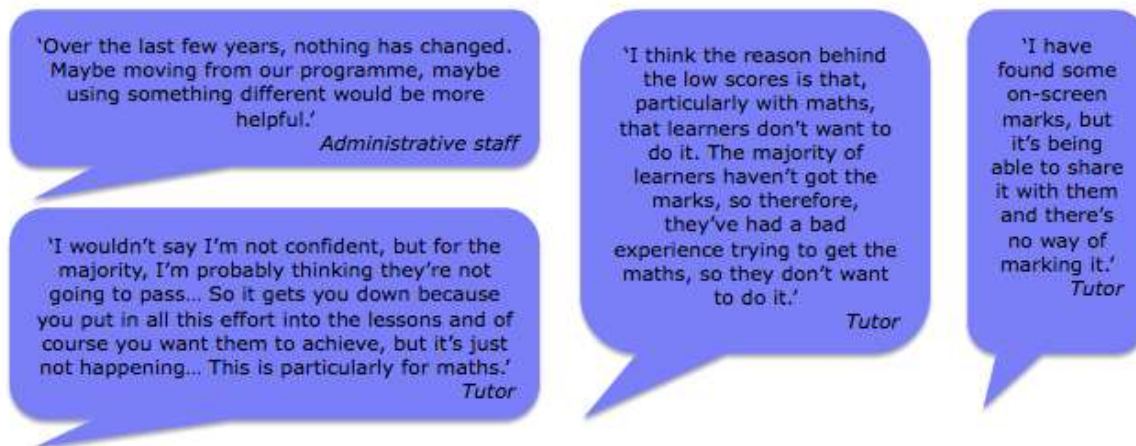 ‘Over the last few years, nothing has changed.
Maybe moving from our programme, maybe
using something different would be more
helpful.’
Administrative staff
‘I wouldn’t say I’m not confident, but for the
majority, I’m probably thinking they’re not
going to pass... So it gets you down because
you put in all this effort into the lessons and of
course you want them to achieve, but it’s just
not happening... This is particularly for maths.’
Tutor
‘I think the reason behind
the low scores is that,
particularly with maths,
that learners don’t want to
do it. The majority of
learners haven’t got the
marks, so therefore,
they’ve had a bad
experience trying to get the
maths, so they don’t want
to do it.’
Tutor
‘I have
found some
on-screen
marks, but
it’s being
able to share
it with them
and there’s
no way of
marking it.’
Tutor